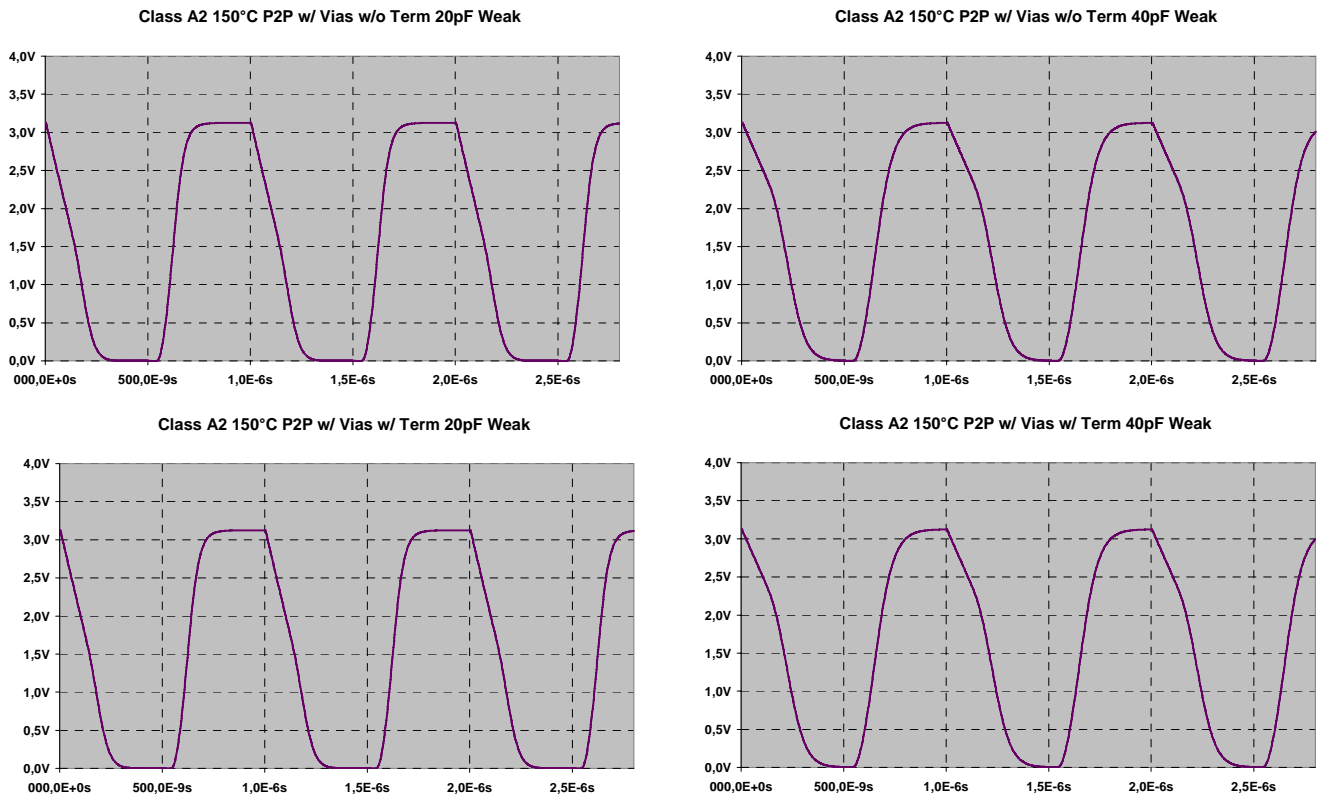 Class A2 150°C P2P w/ Vias w/o Term 20pF Weak
4,0V
3,5V
3,0V
2,5V
2,0V
1,5V
1,0V
0,5V
0,0V
000,0E+0s 500,0E-9s 1,0E-6s 1,5E-6s 2,0E-6s 2,5E-6s
Class A2 150°C P2P w/ Vias w/o Term 40pF Weak
4,0V
3,5V
3,0V
2,5V
2,0V
1,5V
1,0V
0,5V
0,0V
000,0E+0s 500,0E-9s 1,0E-6s 1,5E-6s 2,0E-6s 2,5E-6s
Class A2 150°C P2P w/ Vias w/ Term 20pF Weak
4,0V
3,5V
3,0V
2,5V
2,0V
1,5V
1,0V
0,5V
0,0V
000,0E+0s 500,0E-9s 1,0E-6s 1,5E-6s 2,0E-6s 2,5E-6s
Class A2 150°C P2P w/ Vias w/ Term 40pF Weak
4,0V
3,5V
3,0V
2,5V
2,0V
1,5V
1,0V
0,5V
0,0V
000,0E+0s 500,0E-9s 1,0E-6s 1,5E-6s 2,0E-6s 2,5E-6s